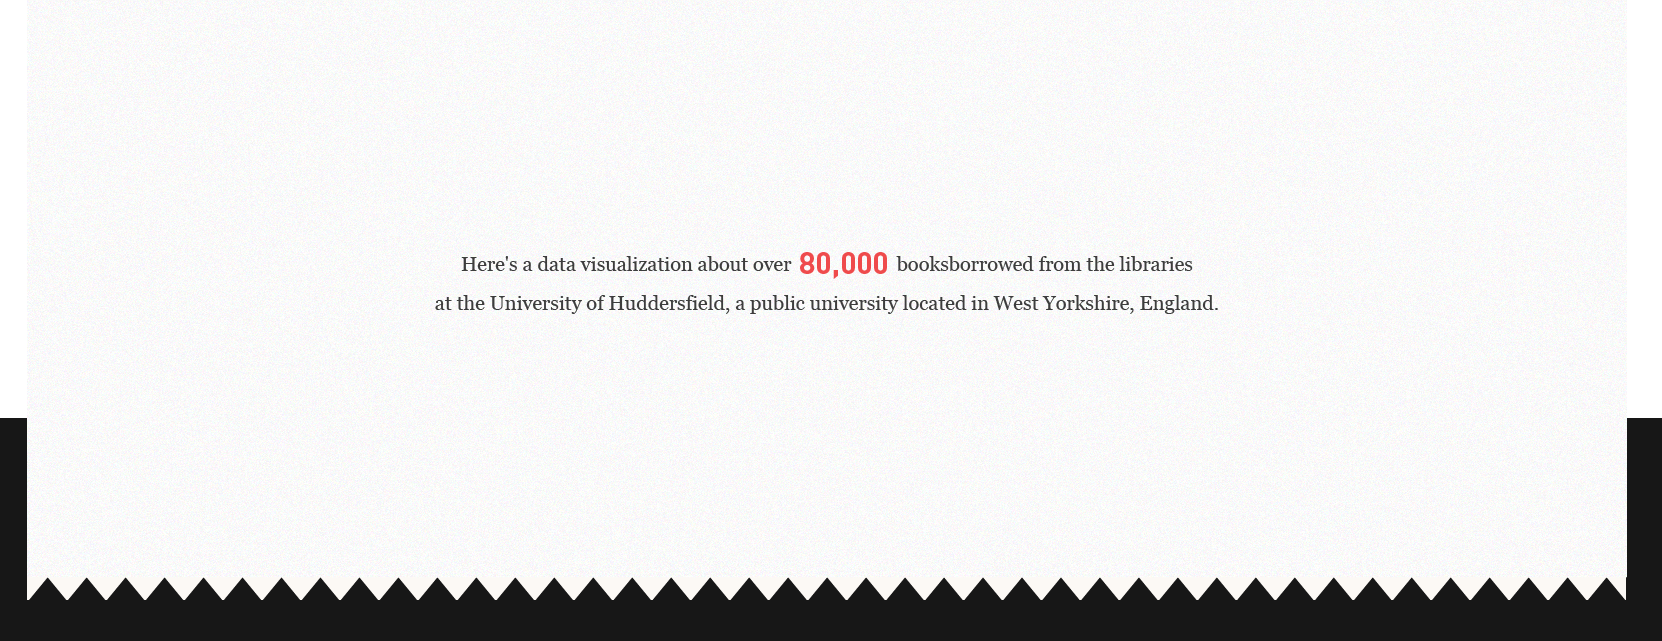 Here's a data visualization about over 80,000 booksborrowed from the libraries
at the University of Huddersfield, a public university located in West Yorkshire, England.